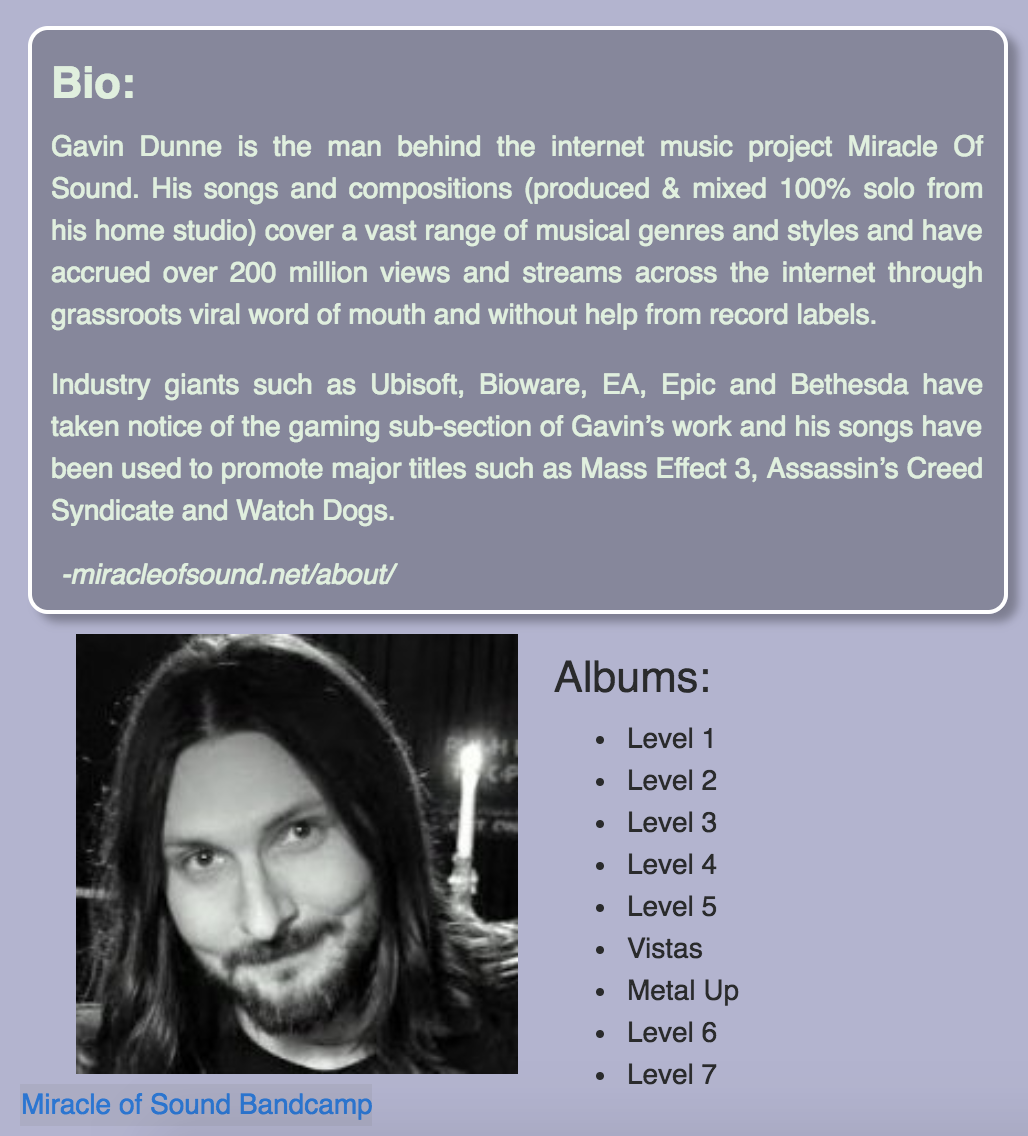 Bio:
Gavin Dunne is the man behind the internet music project Miracle Of
Sound. His songs and compositions (produced & mixed 100% solo from
his home studio) cover a vast range of musical genres and styles and have
accrued over 200 million views and streams across the internet through
grassroots viral word of mouth and without help from record labels.
Industry giants such as Ubisoft, Bioware, EA, Epic and Bethesda have
taken notice of the gaming sub-section of Gavin’s work and his songs have
been used to promote major titles such as Mass Effect 3, Assassin’s Creed
Syndicate and Watch Dogs.
-miracleofsound.net/about/
Albums:
Level 1
Level 2
Level 3
Level 4
Level 5
Vistas
Metal Up
Level 6
Level 7
Miracle of Sound Bandcamp